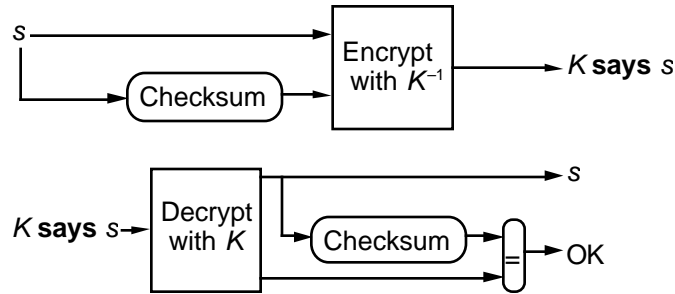 s
Encrypt
with K⁻¹
K says s
Checksum
s
K says s
Decrypt
with K
Checksum
=
OK